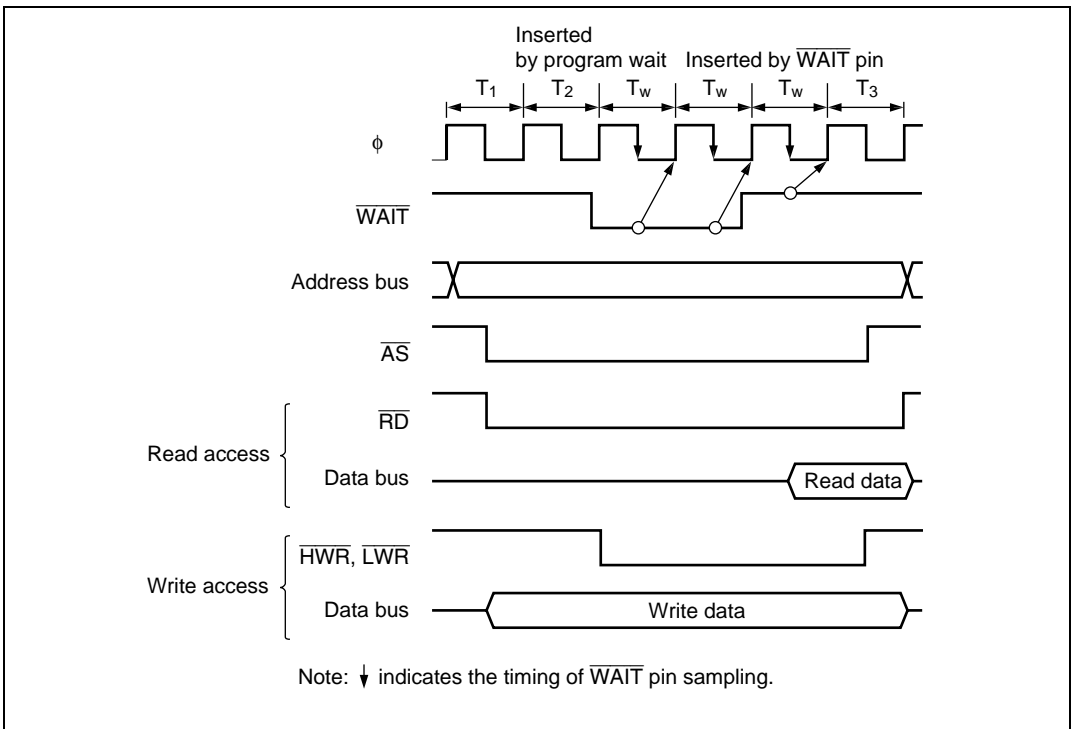 Inserted
by program wait
Inserted by WAIT pin
T1 T2 Tw Tw Tw T3
ϕ
WAIT
Address bus
AS
RD
Read access
Data bus
Read data
HWR, LWR
Write access
Data bus
Write data
Note: ↓ indicates the timing of WAIT pin sampling.